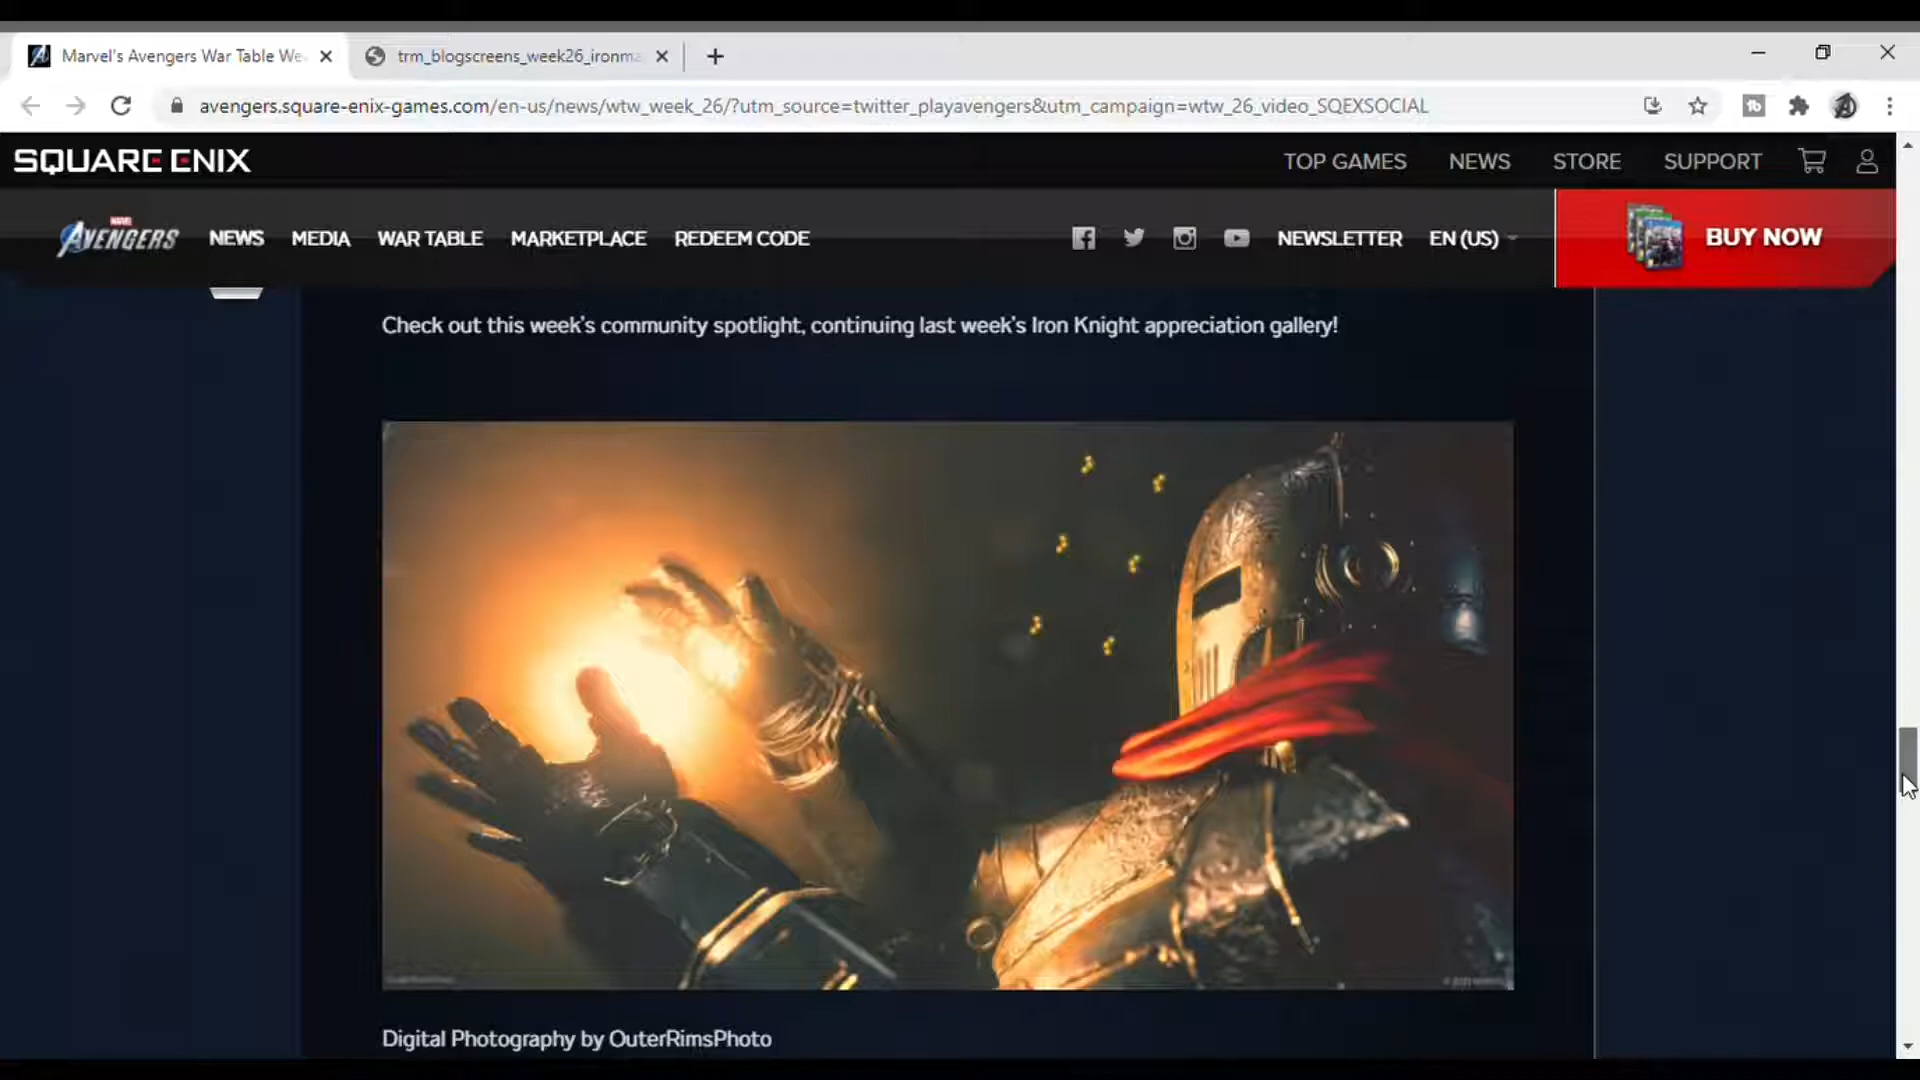 Marvel's Avengers War Table We
trm_blogscreens_week26_ironma
avengers.square-enix-games.com/en-us/news/wtw_week_26/?utm_source=twitter_playavengers&utm_campaign=wtw_26_video_SQEXSOCIAL
SQUARE ENIX
TOP GAMES NEWS STORE SUPPORT
MARVEL
AVENGERS
NEWS MEDIA WAR TABLE MARKETPLACE REDEEM CODE NEWSLETTER EN (US) BUY NOW
Check out this week's community spotlight, continuing last week's Iron Knight appreciation gallery!
Digital Photography by OuterRimsPhoto